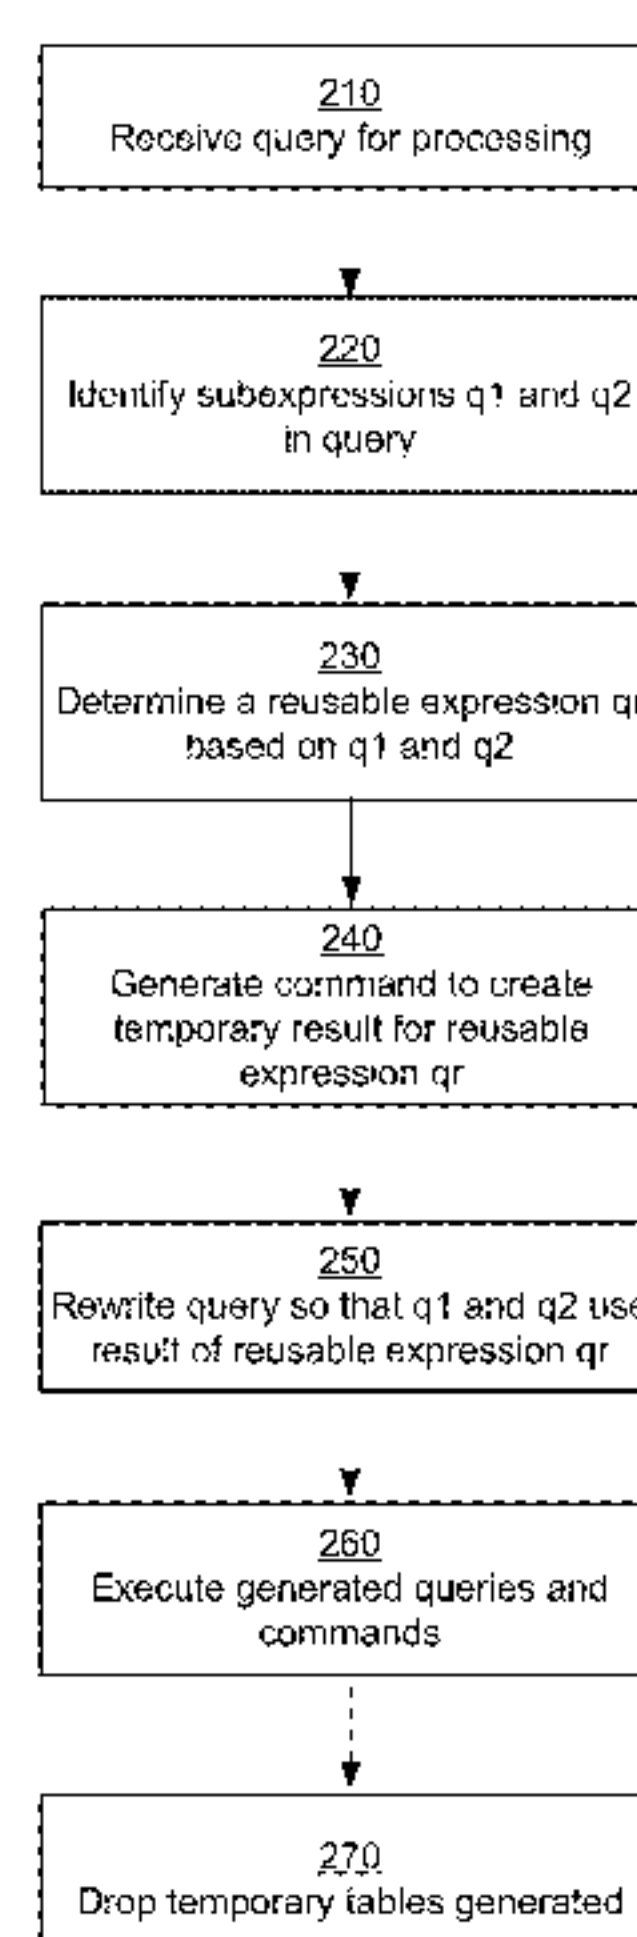 210
Receive query for processing
220
Identify subexpressions q1 and q2
in query
230
Determine a reusable expression qr
based on q1 and q2
240
Generate command to create
temporary result for reusable
expression qr
250
Rewrite query so that q1 and q2 use
result of reusable expression qr
260
Execute generated queries and
commands
270
Drop temporary tables generated